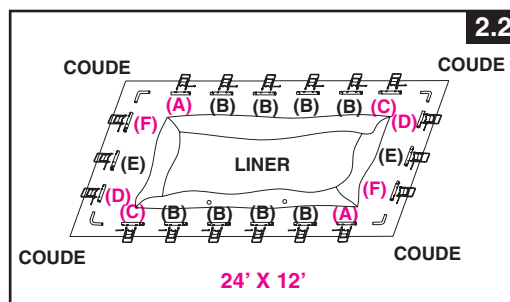 2.2
COUDE COUDE
(A) (B) (B) (B) (B) (C)
(F) (D)
(E) LINER (E)
(D) (F)
(C) (B) (B) (B) (B) (A)
COUDE COUDE
24' X 12'